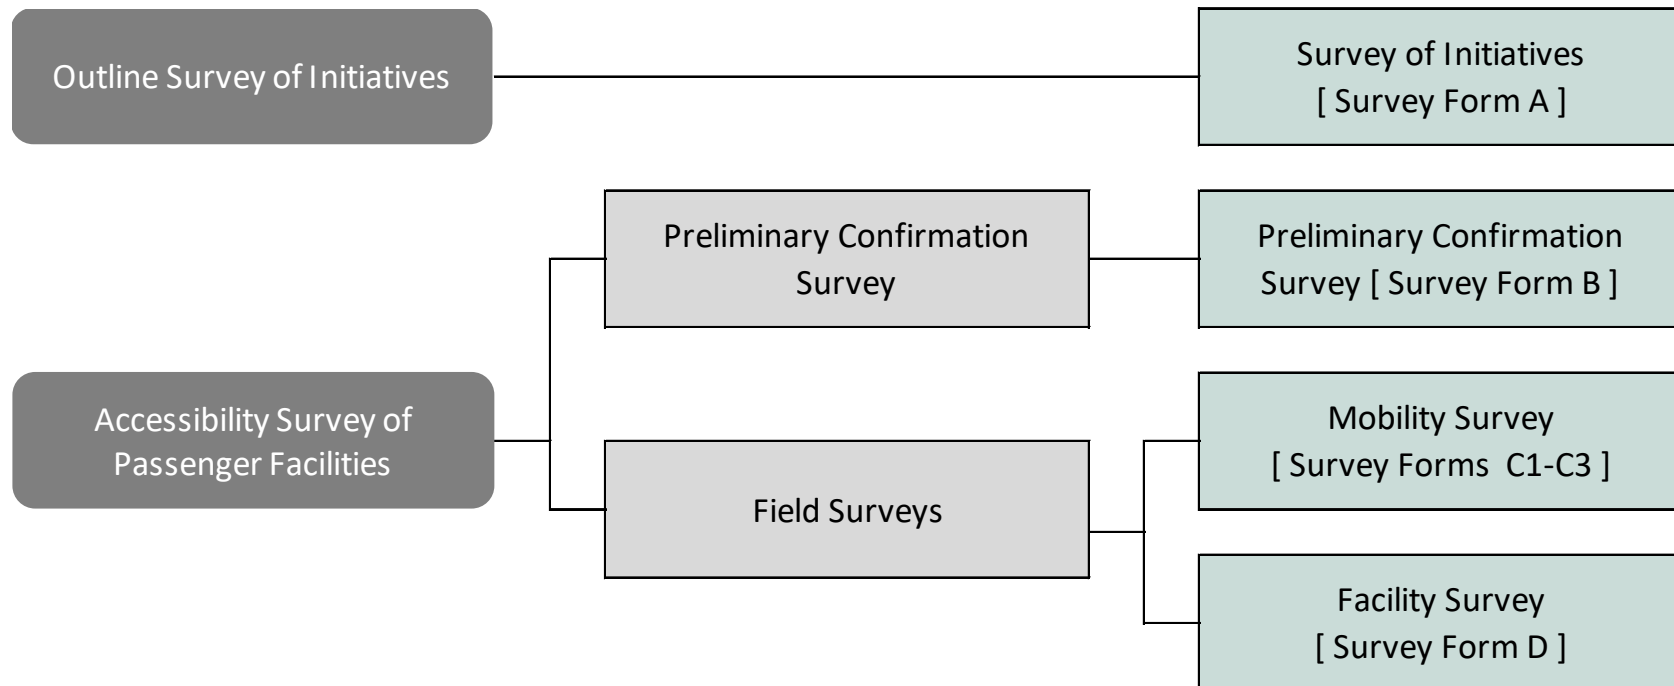 Outline Survey of Initiatives
Survey of Initiatives
[ Survey Form A ]
Preliminary Confirmation
Survey
Preliminary Confirmation
Survey [ Survey Form B ]
Accessibility Survey of
Passenger Facilities
Field Surveys
Mobility Survey
[ Survey Forms C1-C3 ]
Facility Survey
[ Survey Form D ]